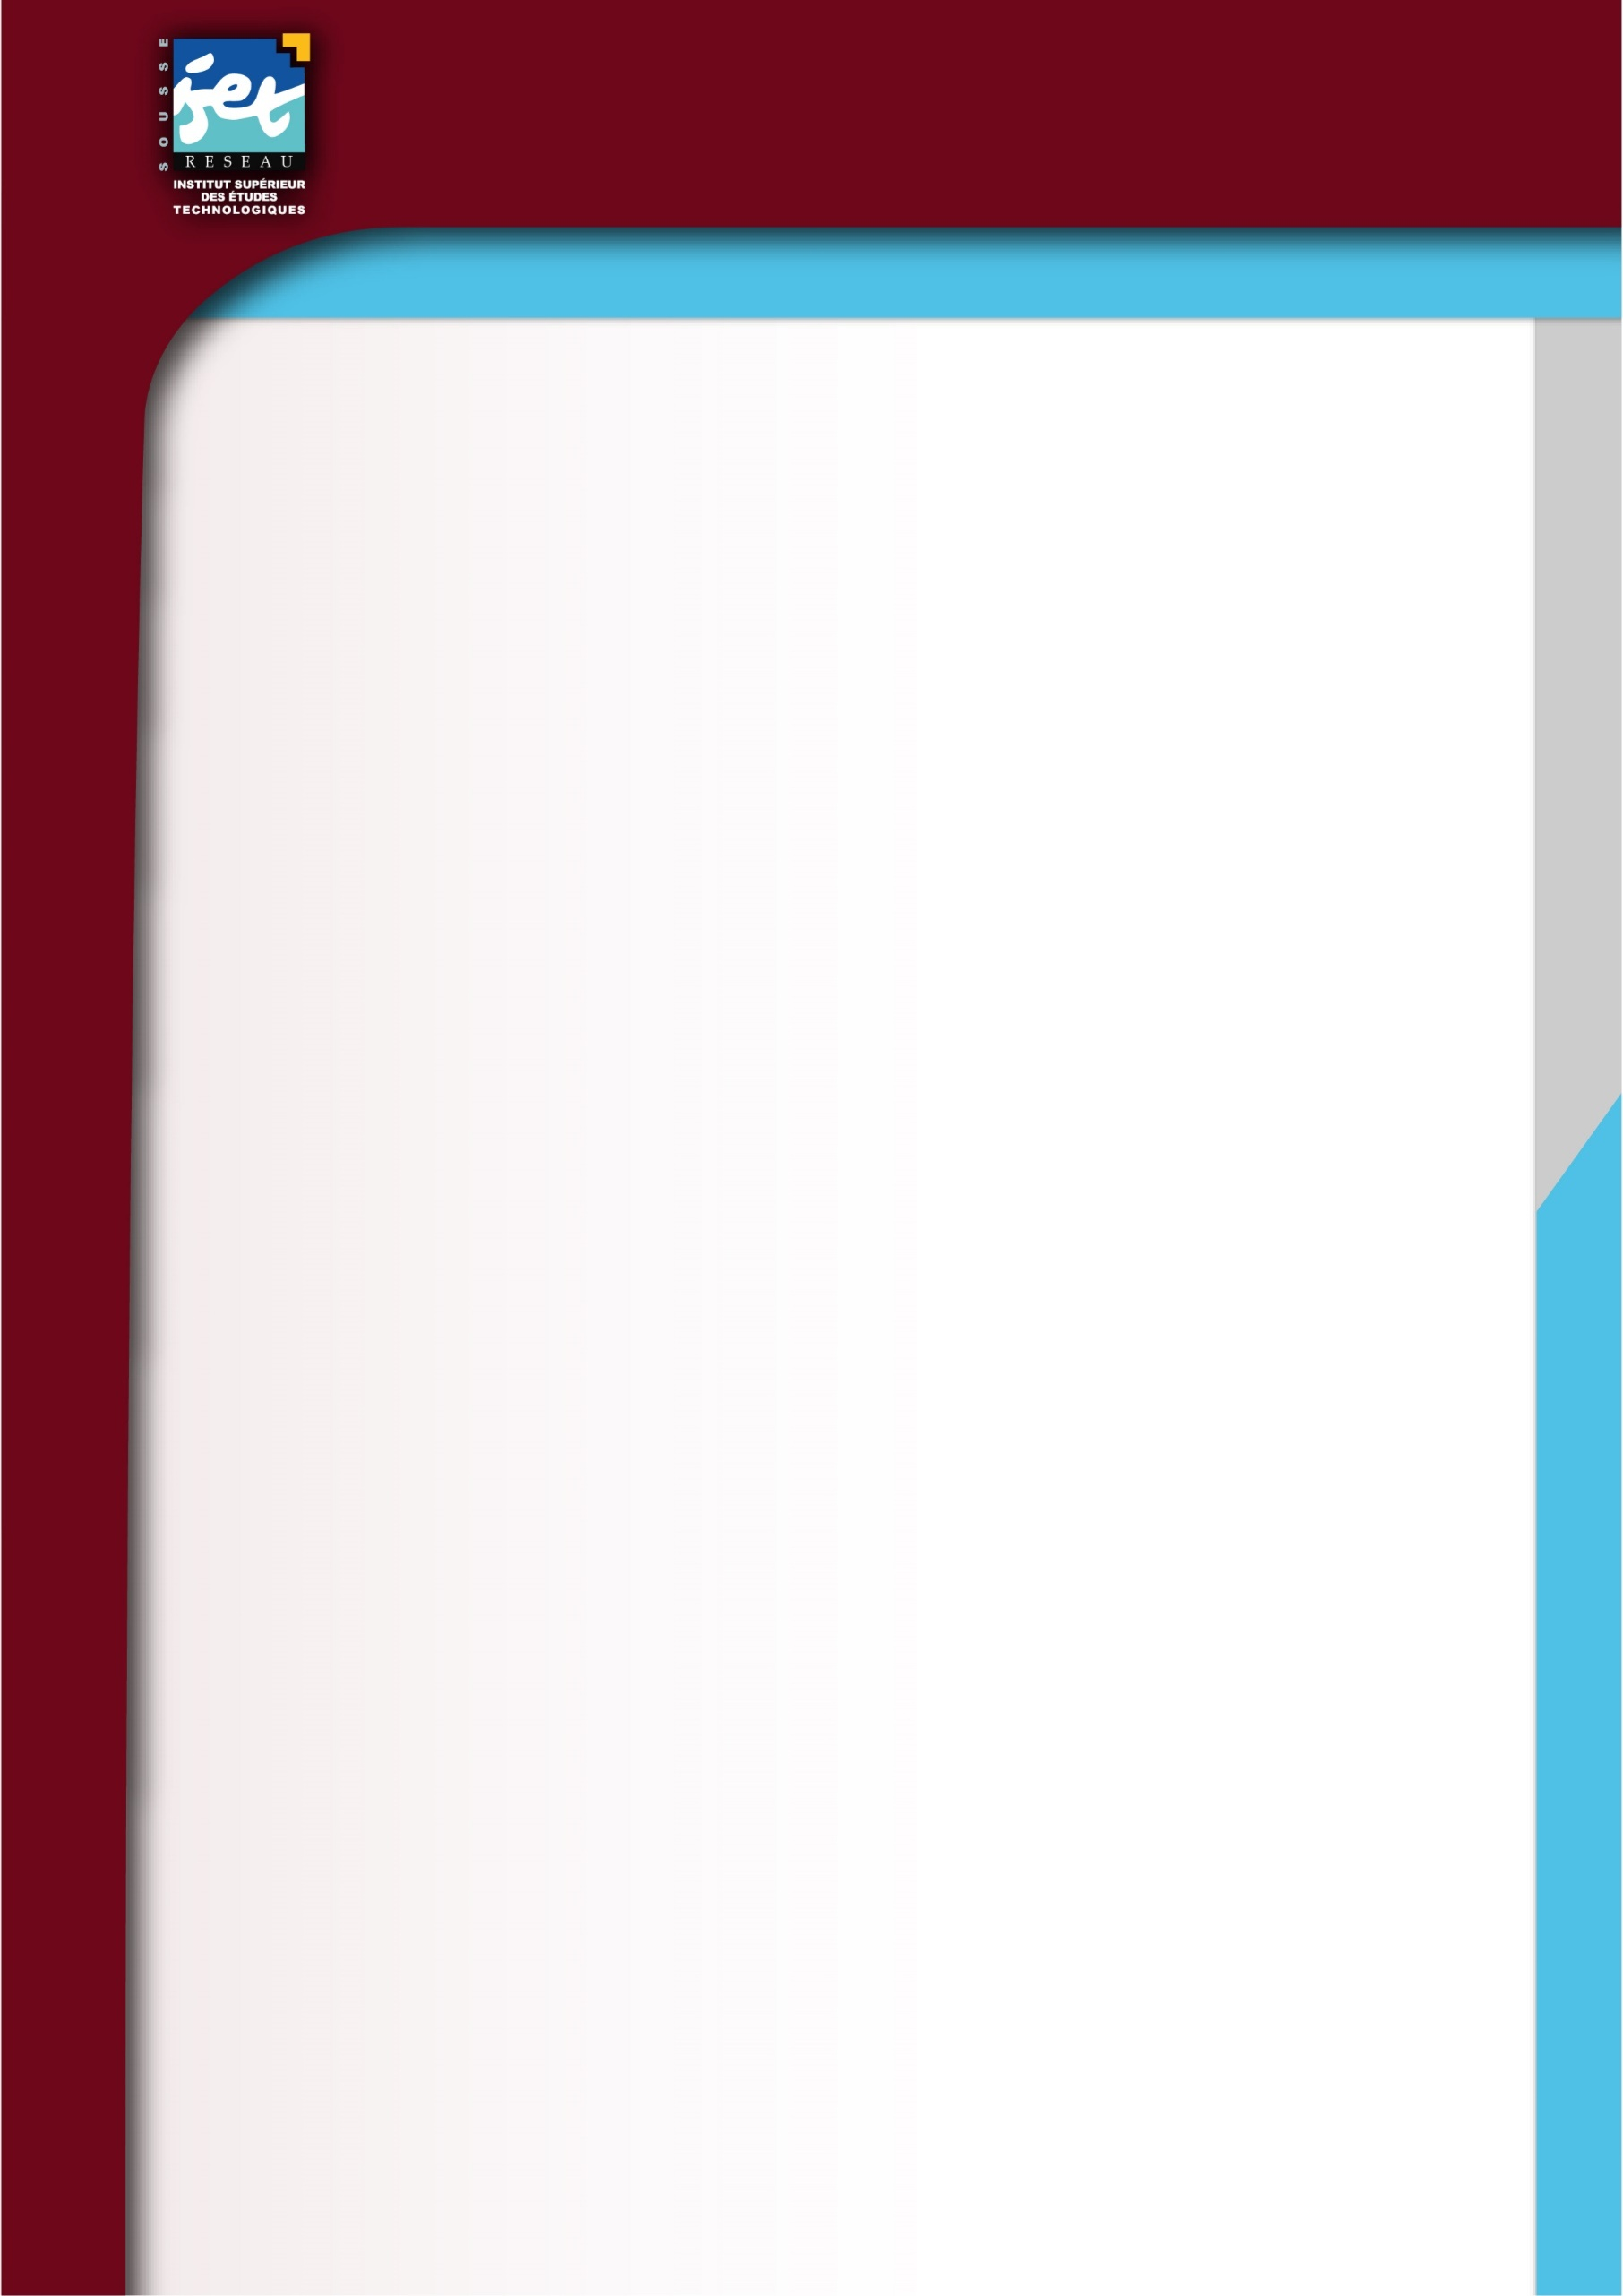 SOUSSE
iset
RESEAU
INSTITUT SUPÉRIEUR
DES ÉTUDES
TECHNOLOGIQUES